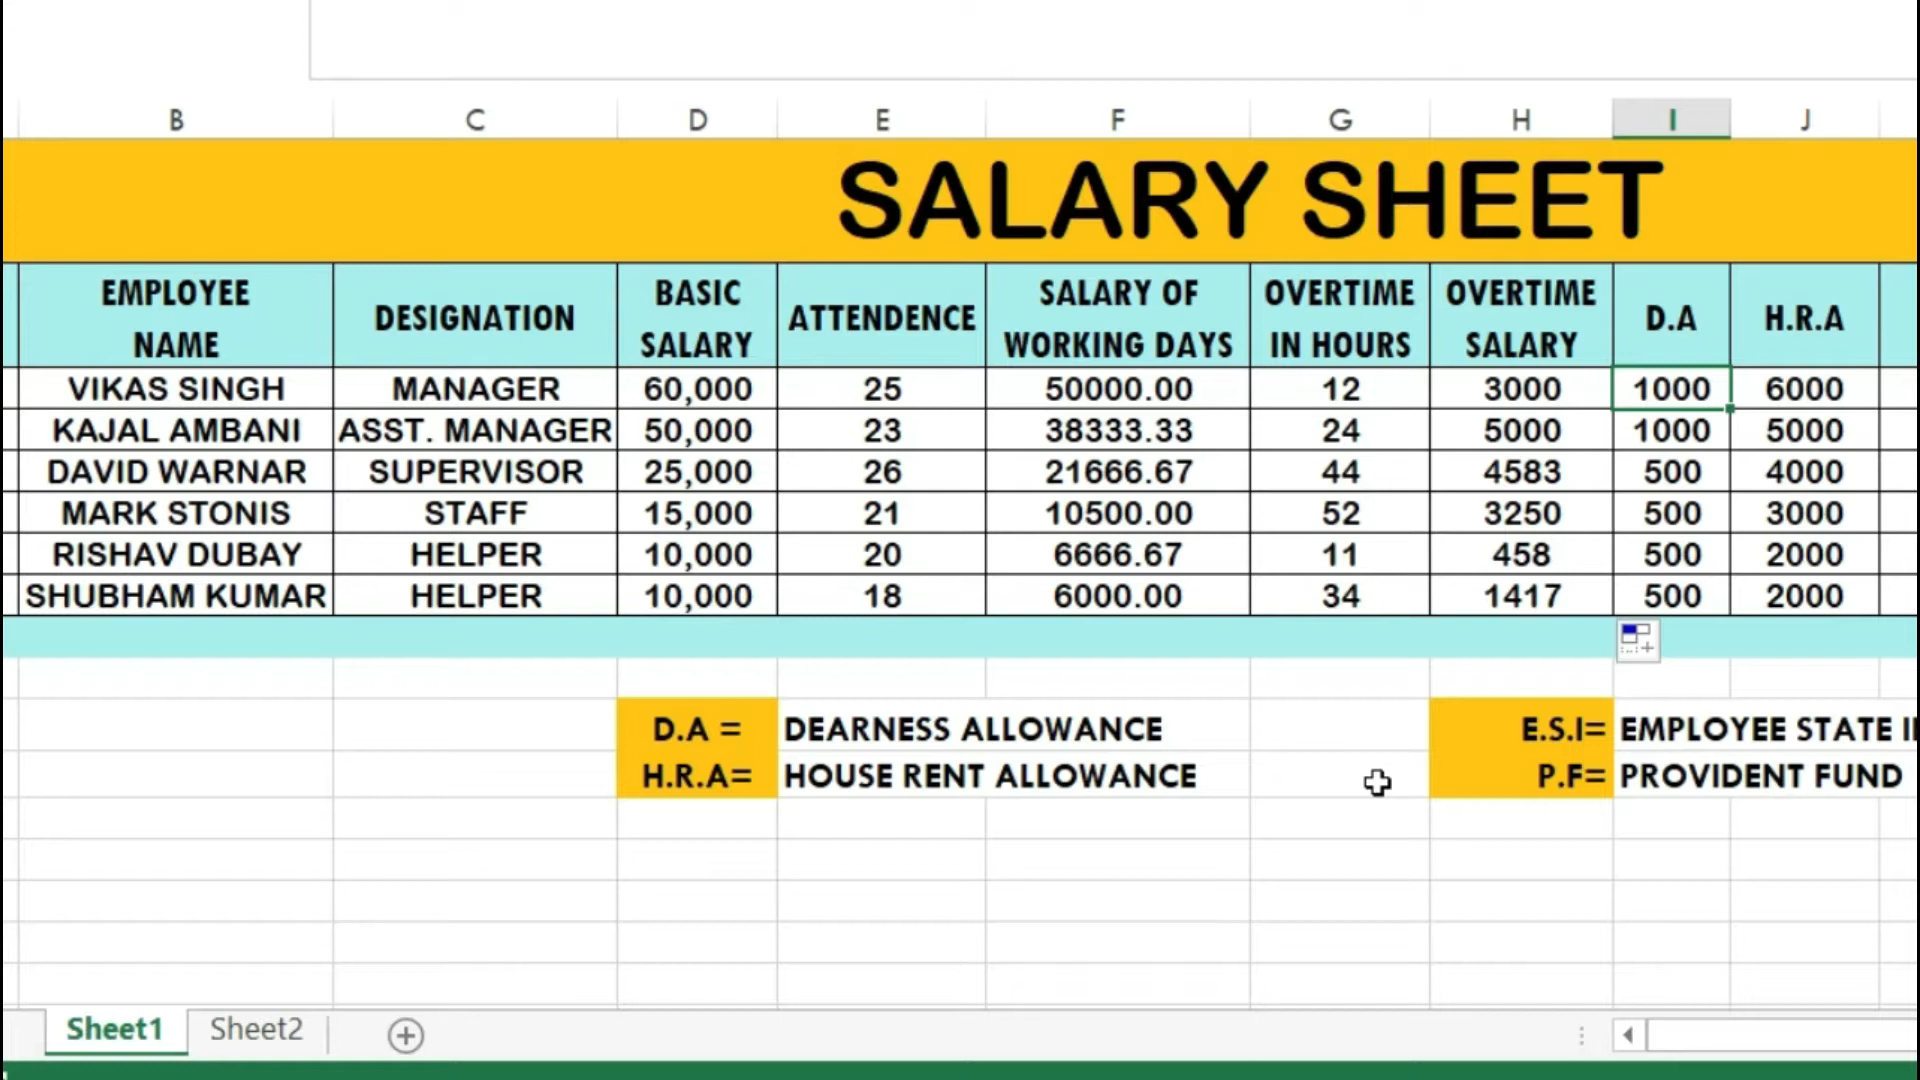 B C D E F G H I J
SALARY SHEET
EMPLOYEE NAME DESIGNATION BASIC SALARY ATTENDENCE SALARY OF WORKING DAYS OVERTIME IN HOURS OVERTIME SALARY D.A H.R.A
VIKAS SINGH MANAGER 60,000 25 50000.00 12 3000 1000 6000
KAJAL AMBANI ASST. MANAGER 50,000 23 38333.33 24 5000 1000 5000
DAVID WARNAR SUPERVISOR 25,000 26 21666.67 44 4583 500 4000
MARK STONIS STAFF 15,000 21 10500.00 52 3250 500 3000
RISHAV DUBAY HELPER 10,000 20 6666.67 11 458 500 2000
SHUBHAM KUMAR HELPER 10,000 18 6000.00 34 1417 500 2000
D.A = DEARNESS ALLOWANCE E.S.I= EMPLOYEE STATE
H.R.A= HOUSE RENT ALLOWANCE P.F= PROVIDENT FUND
Sheet1 Sheet2